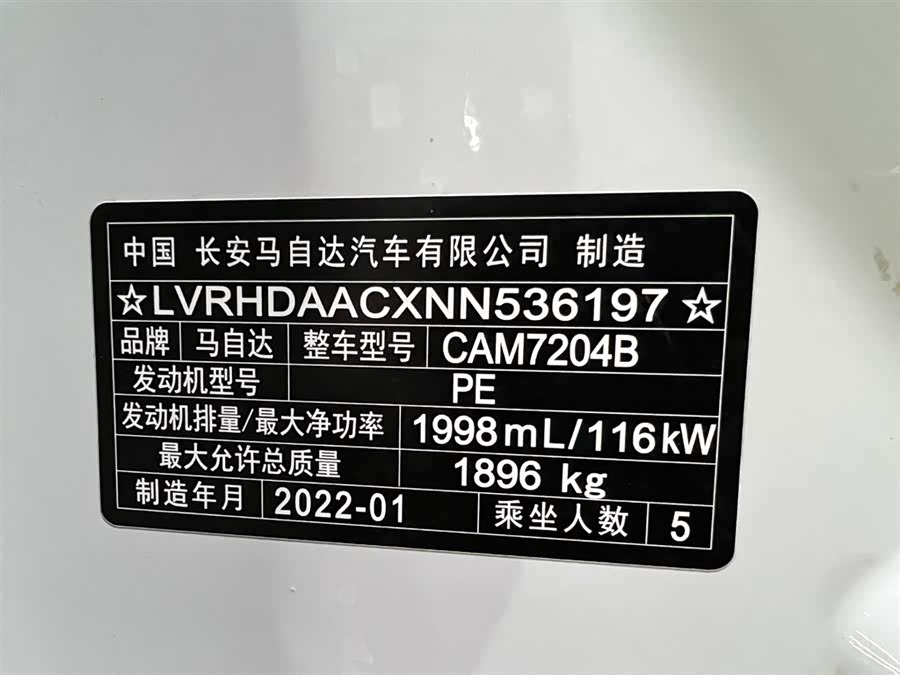 中国 长安马自达汽车有限公司 制造
☆LVRHDAACXNN536197☆
品牌 马自达 整车型号 CAM7204B
发动机型号 PE
发动机排量/最大净功率 1998mL/116kW
最大允许总质量 1896 kg
制造年月 2022-01 乘坐人数 5